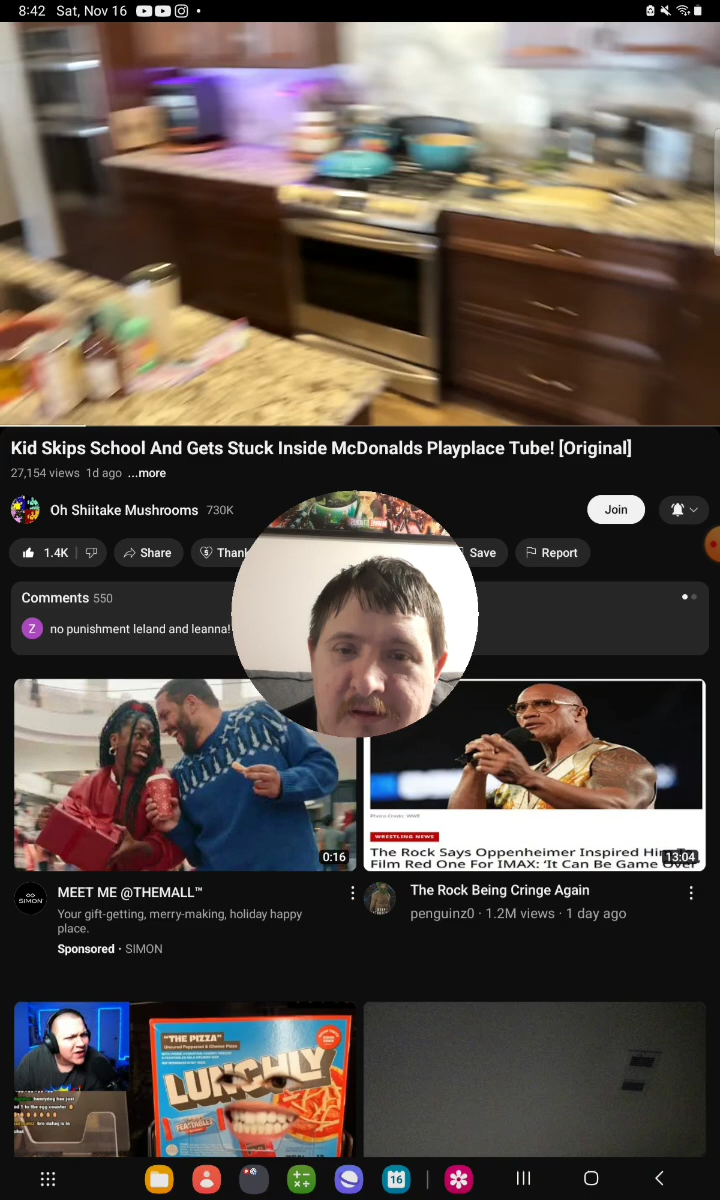 8:42 Sat, Nov 16
Kid Skips School And Gets Stuck Inside McDonalds Playplace Tube! [Original]
27,154 views 1d ago ...more
Oh Shiitake Mushrooms 730K
Join
1.4K
Share
Save
Report
Comments 550
Z
no punishment leland and leanna!
0:16
WRESTLING NEWS
The Rock Says Oppenheimer Inspired
Film Red One For IMAX: 'It Can Be Game Over'
13:04
SIMON
MEET ME @THEMALL™
Your gift-getting, merry-making, holiday happy
place.
Sponsored · SIMON
The Rock Being Cringe Again
penguinz0 · 1.2M views · 1 day ago
"THE PIZZA"
LUNCHLY
FEASTABLES
16